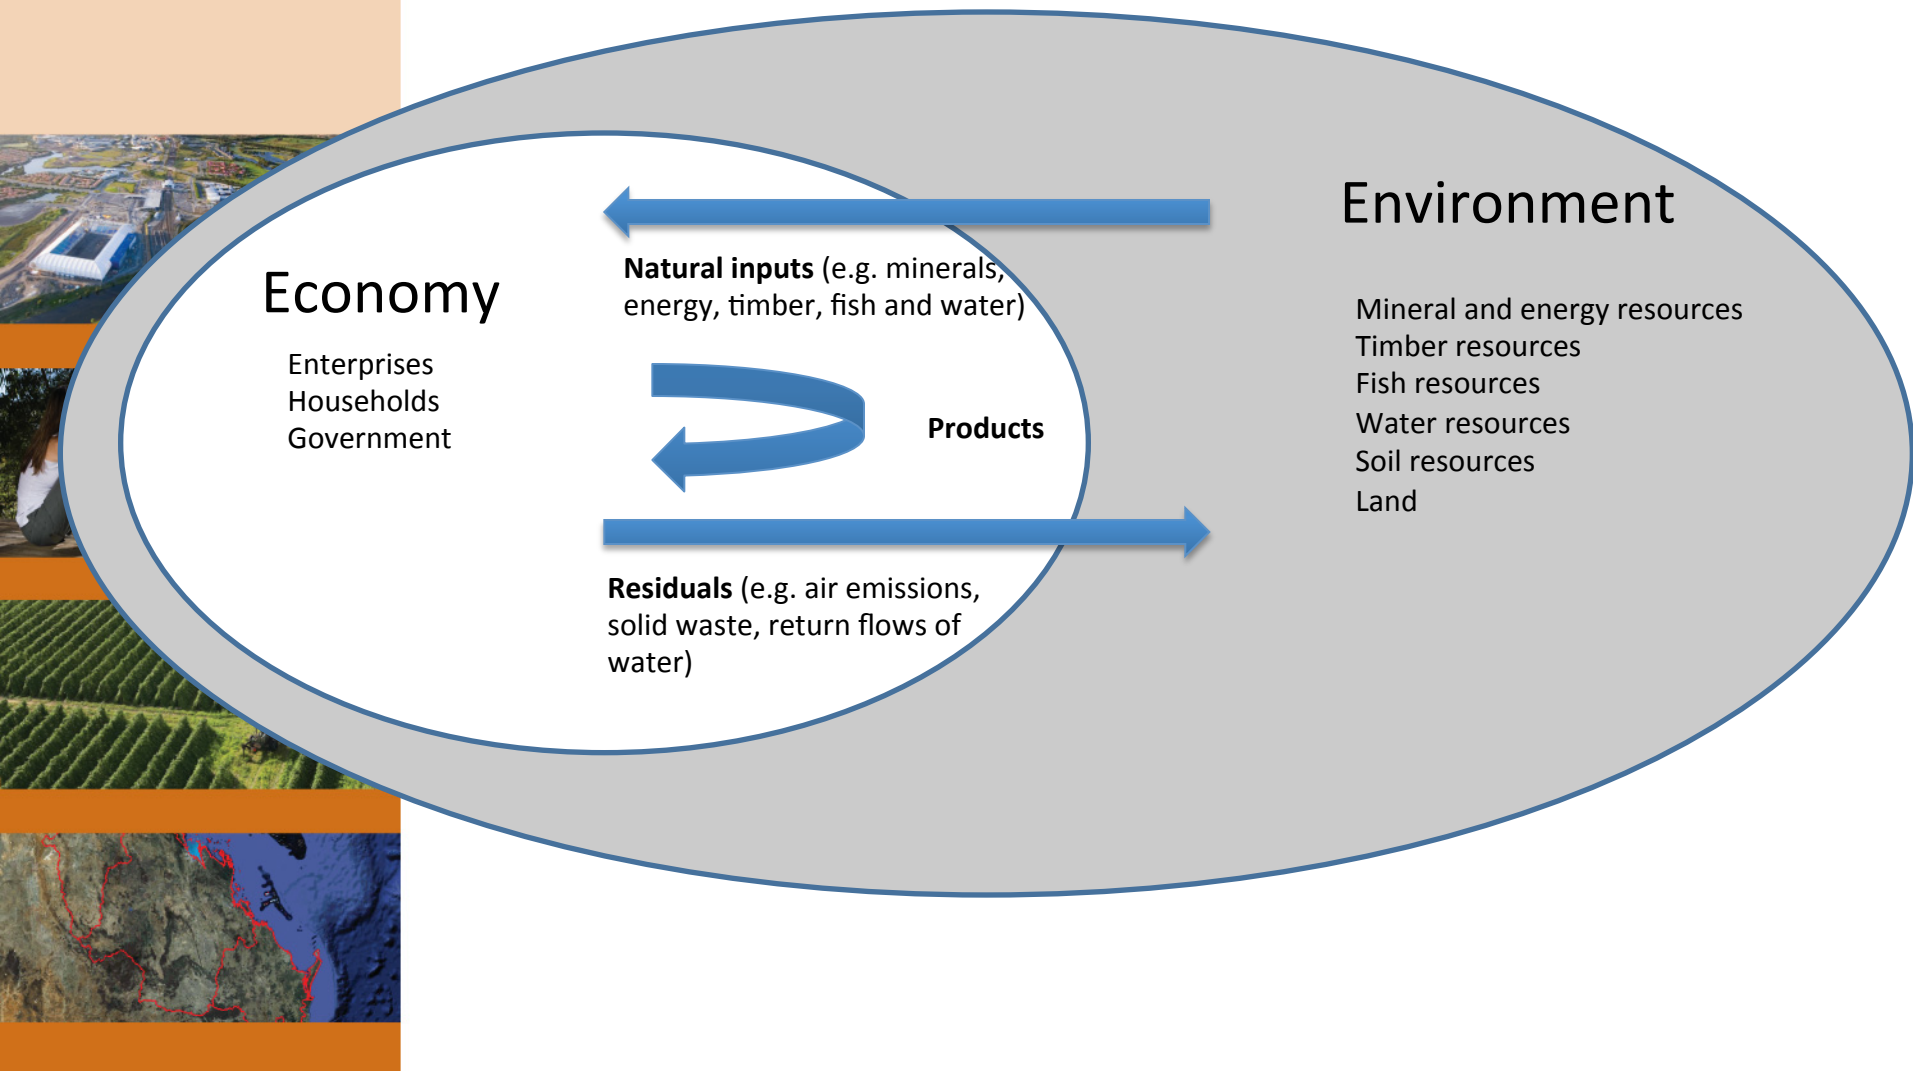 Environment
Economy
Natural inputs (e.g. minerals,
energy, timber, fish and water)
Enterprises
Households
Government
Products
Residuals (e.g. air emissions,
solid waste, return flows of
water)
Mineral and energy resources
Timber resources
Fish resources
Water resources
Soil resources
Land